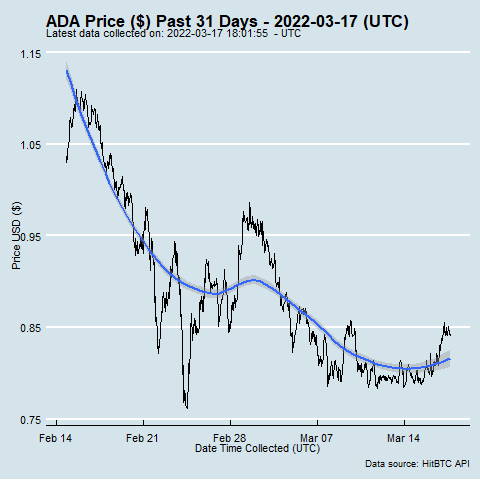 ADA Price ($) Past 31 Days - 2022-03-17 (UTC)
Latest data collected on: 2022-03-17 18:01:55 - UTC
1.15
1.05
0.95
0.85
0.75
Price USD ($)
Feb 14 Feb 21 Feb 28 Mar 07 Mar 14
Date Time Collected (UTC)
Data source: HitBTC API